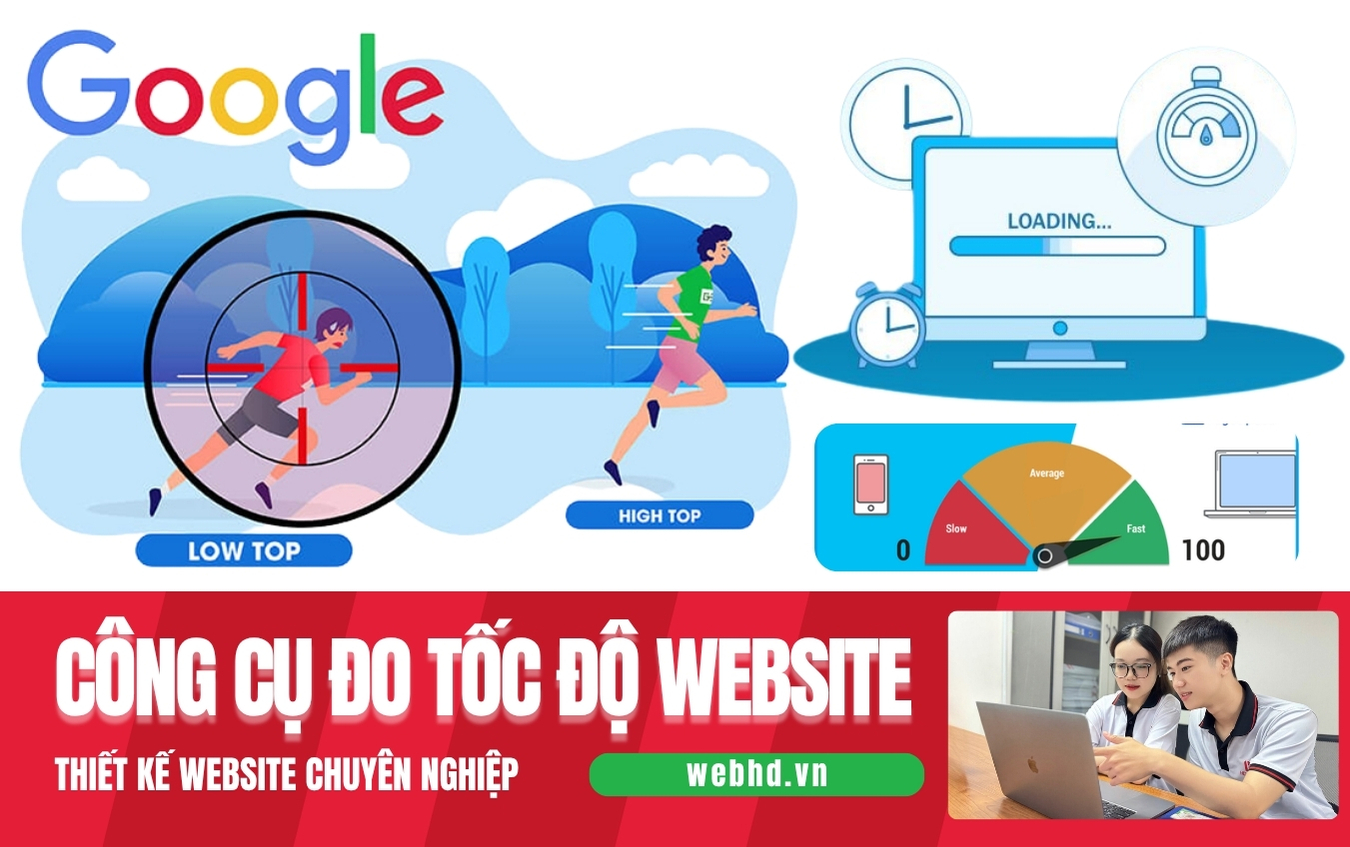 Google
LOADING...
LOW TOP
HIGH TOP
Slow
Average
Fast
0
100
CÔNG CỤ ĐO TỐC ĐỘ WEBSITE
THIẾT KẾ WEBSITE CHUYÊN NGHIỆP
webhd.vn